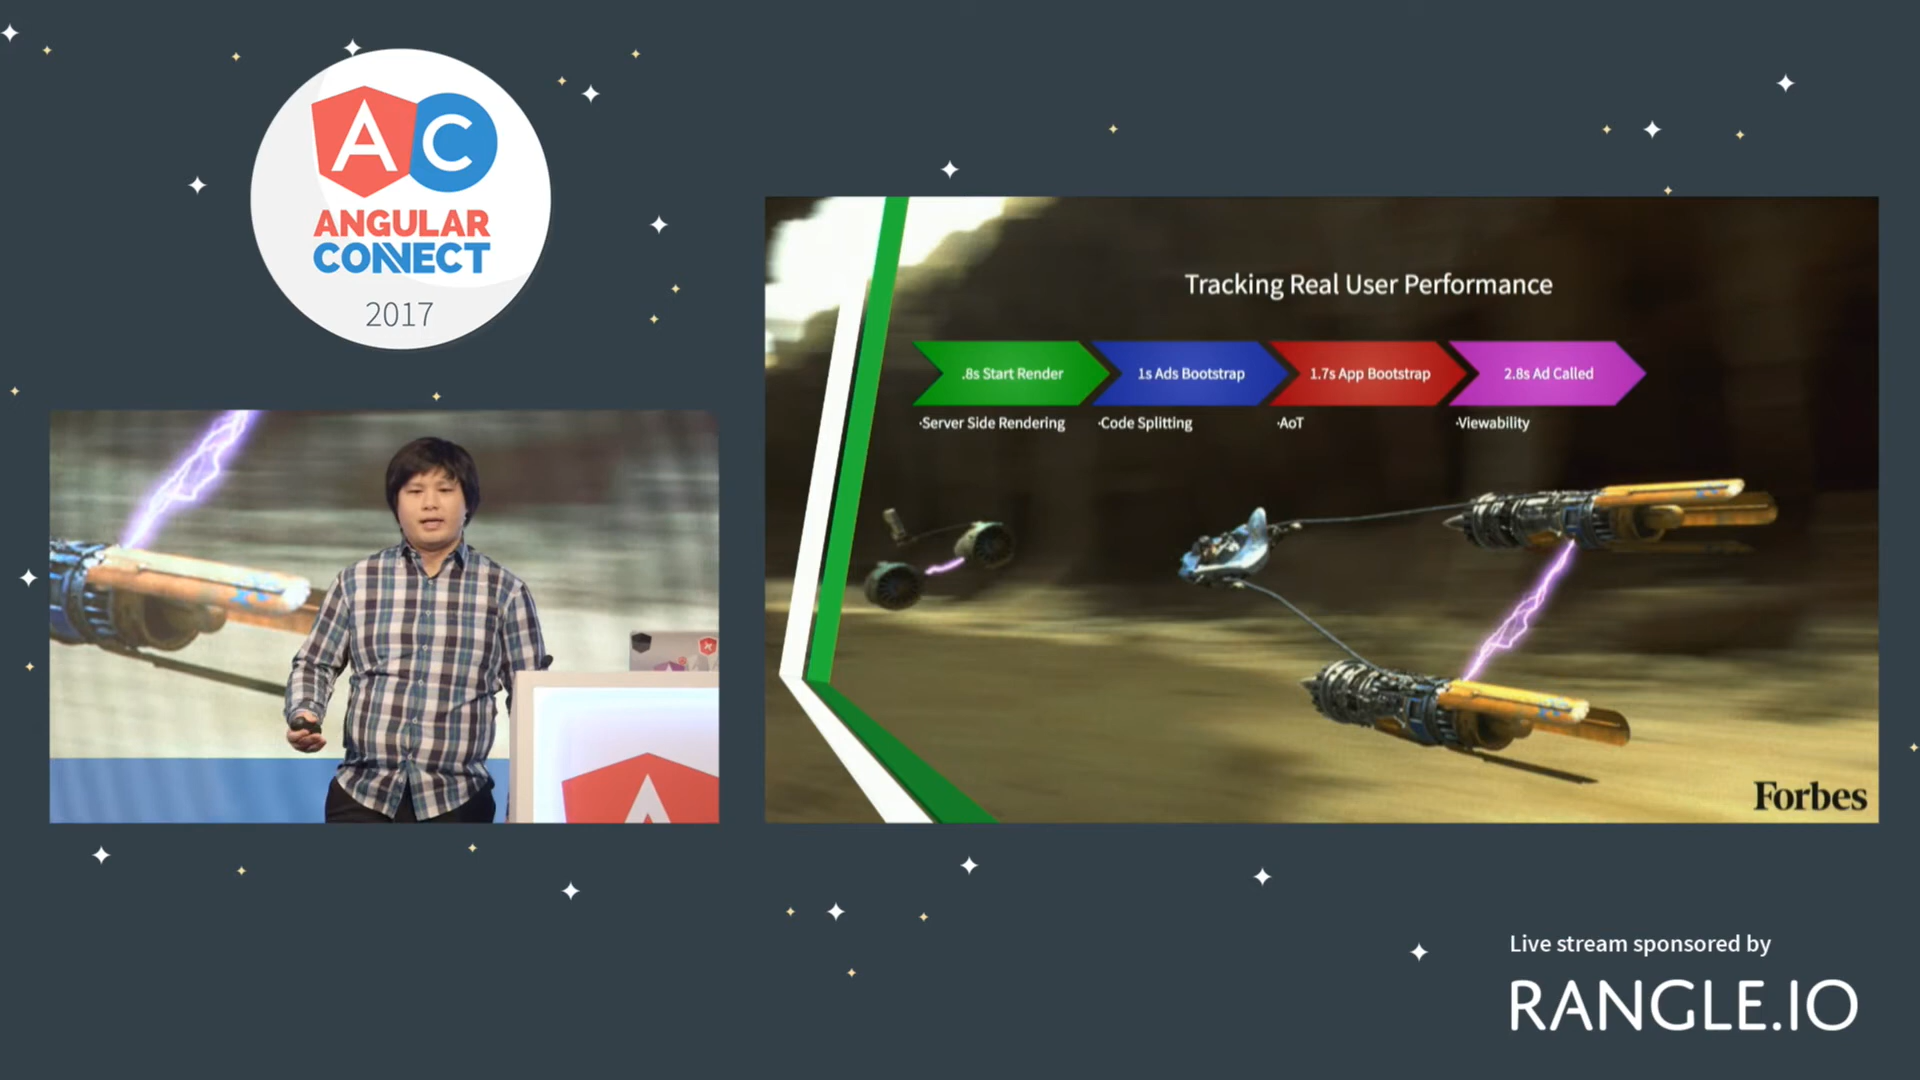 AC
ANGULAR
CONNECT
2017
Tracking Real User Performance
.8s Start Render
1s Ads Bootstrap
1.7s App Bootstrap
2.8s Ad Called
·Server Side Rendering
·Code Splitting
·AoT
·Viewability
Forbes
Live stream sponsored by
RANGLE.IO